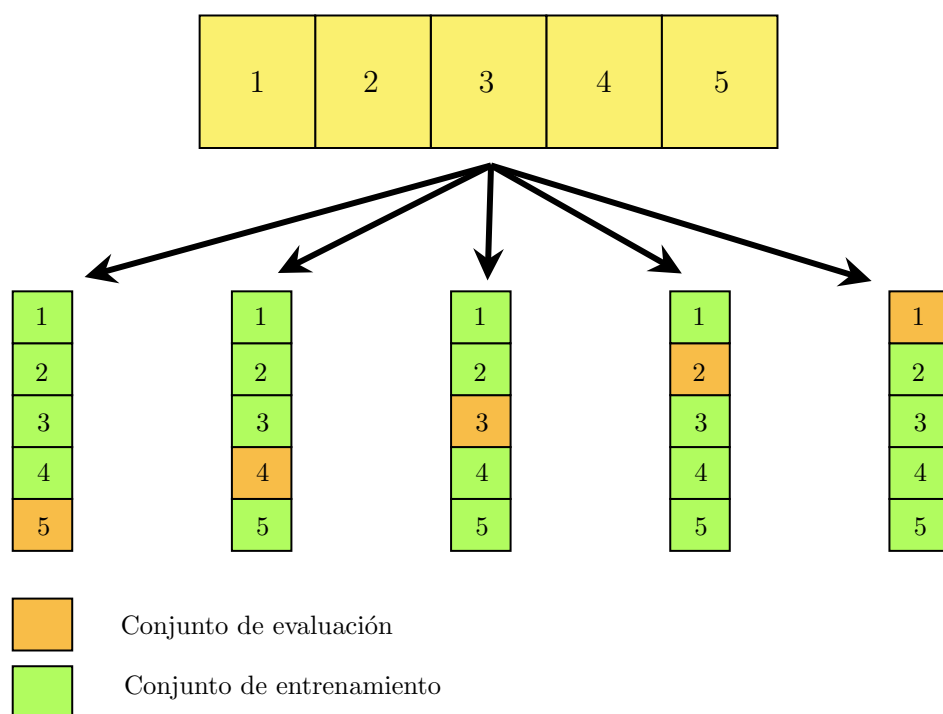 1 2 3 4 5
1 1 1 1 1
2 2 2 2 2
3 3 3 3 3
4 4 4 4 4
5 5 5 5 5
Conjunto de evaluación
Conjunto de entrenamiento